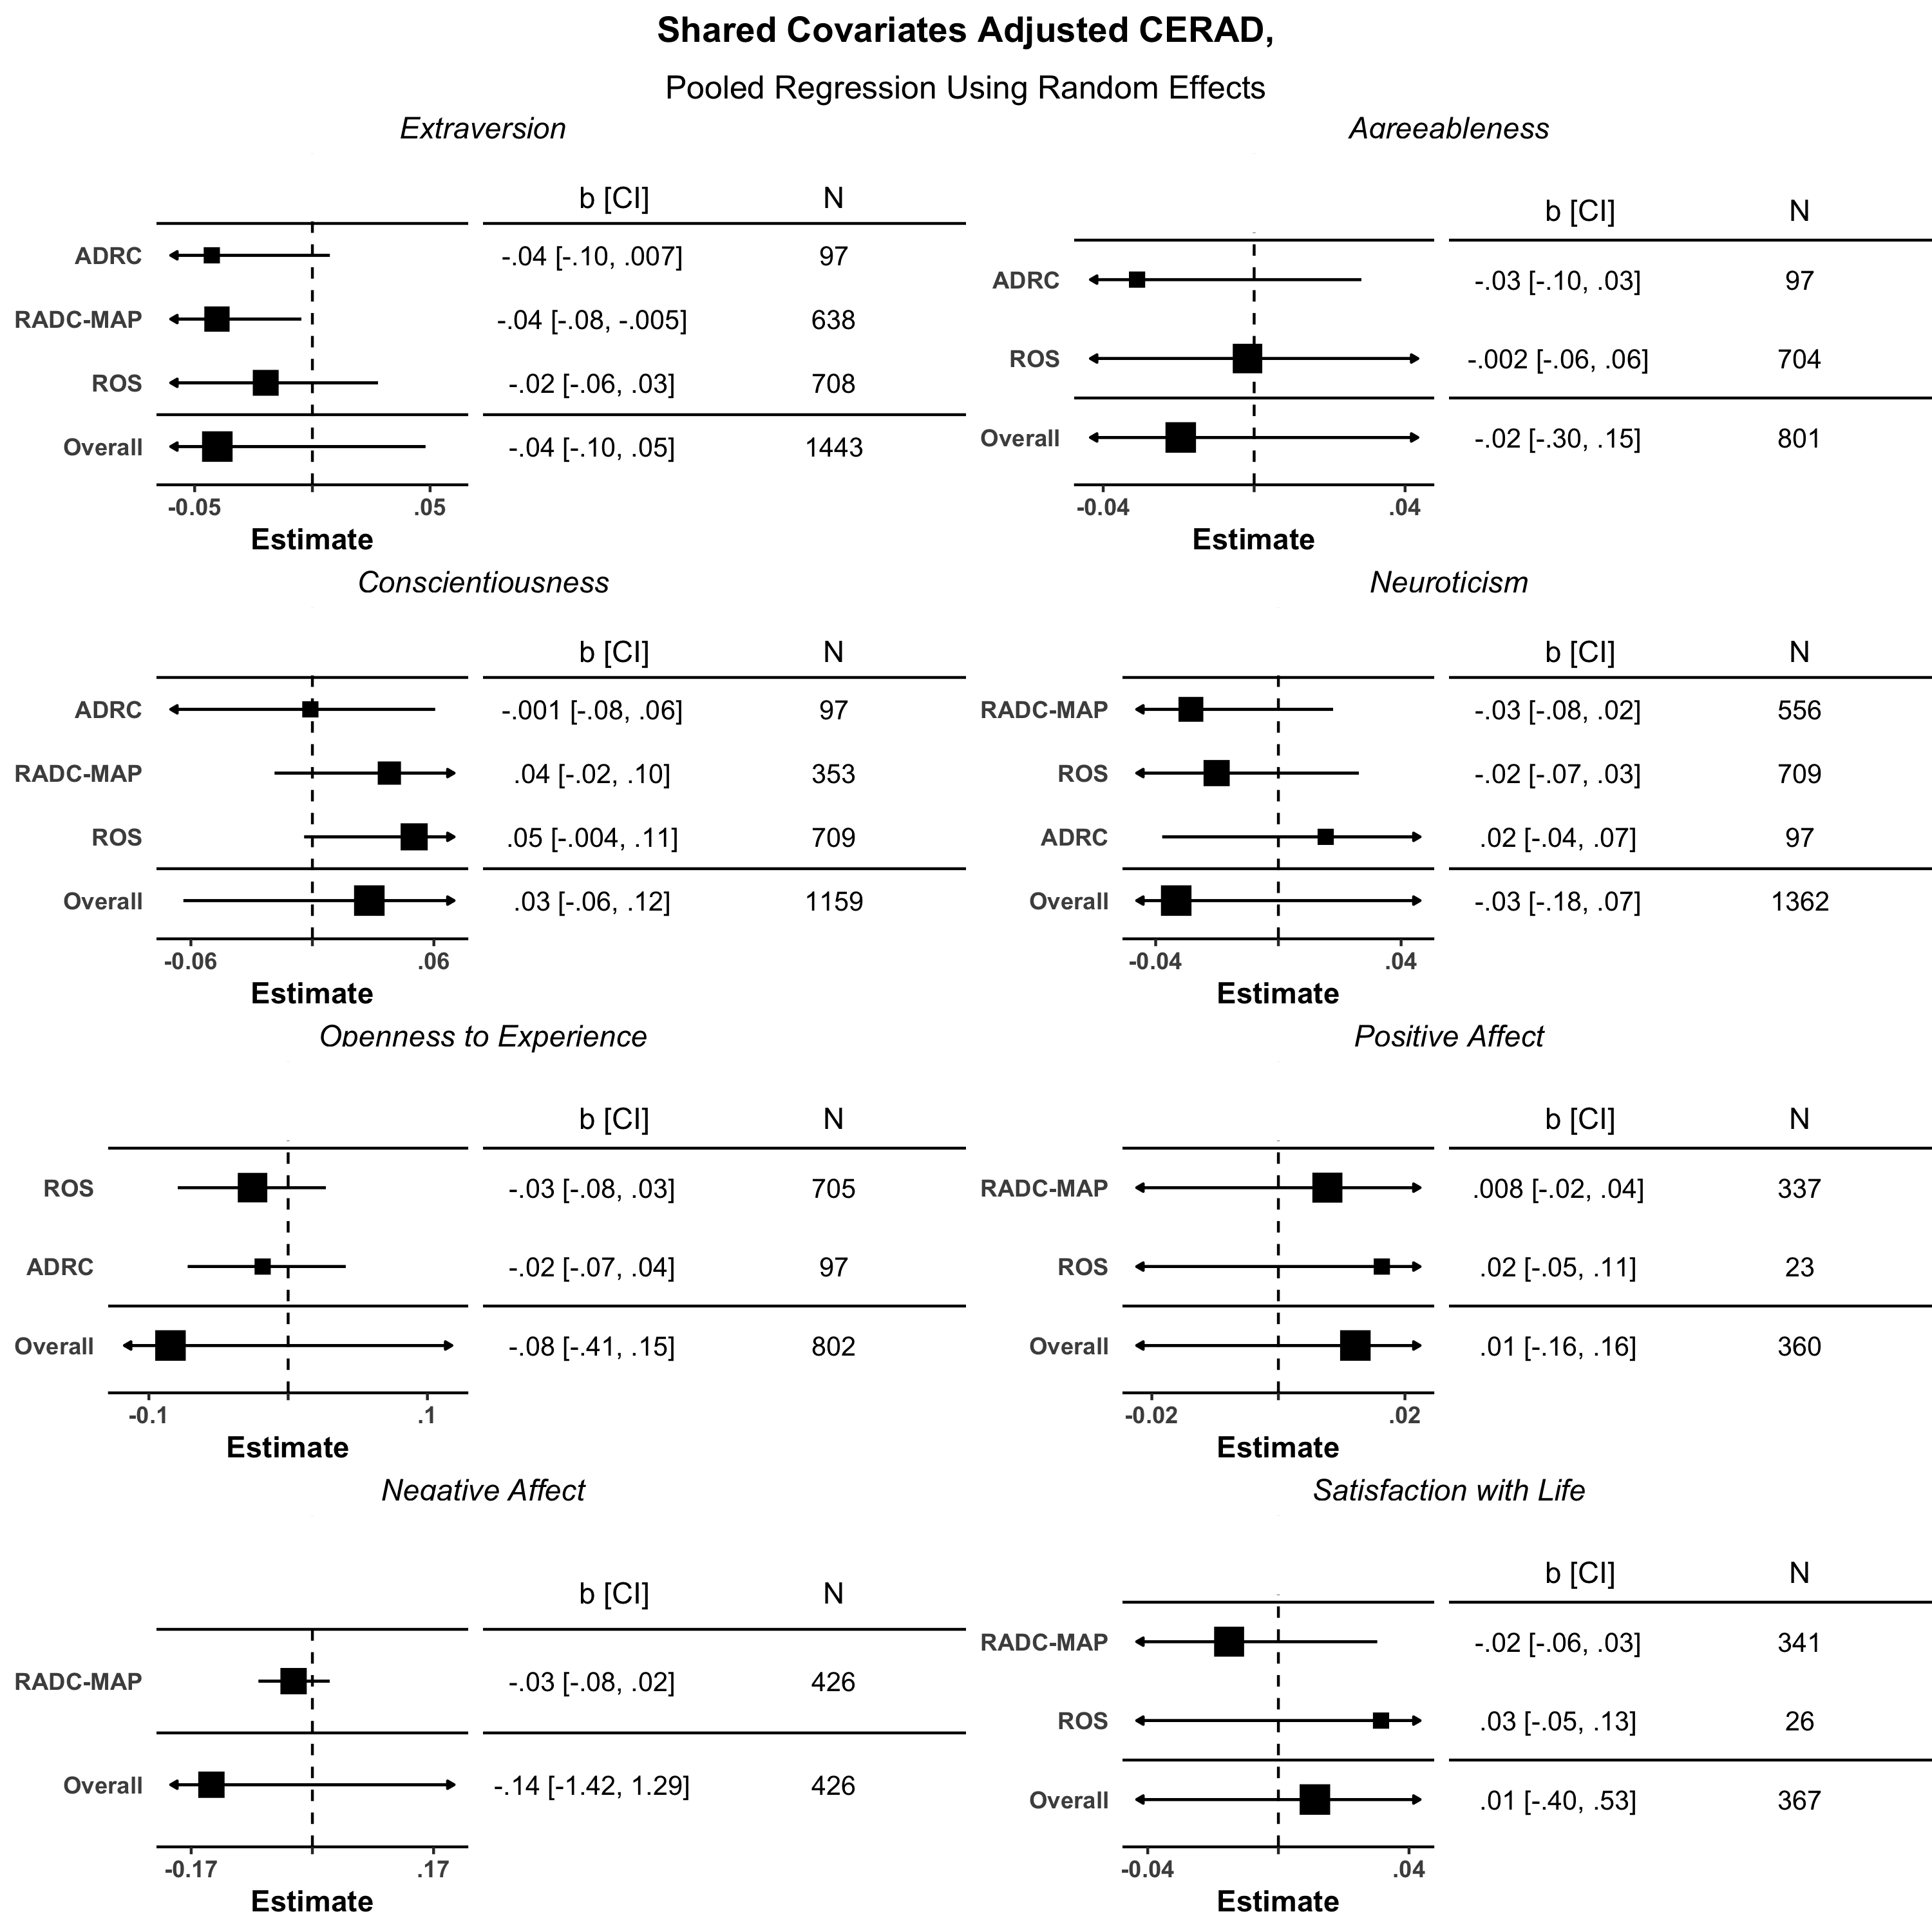 Shared Covariates Adjusted CERAD,
Pooled Regression Using Random Effects
Extraversion
b [CI] N
ADRC -.04 [-.10, .007] 97
RADC-MAP -.04 [-.08, -.005] 638
ROS -.02 [-.06, .03] 708
Overall -.04 [-.10, .05] 1443
-0.05 .05
Estimate
Agreeableness
b [CI] N
ADRC -.03 [-.10, .03] 97
ROS -.002 [-.06, .06] 704
Overall -.02 [-.30, .15] 801
-0.04 .04
Estimate
Conscientiousness
b [CI] N
ADRC -.001 [-.08, .06] 97
RADC-MAP .04 [-.02, .10] 353
ROS .05 [-.004, .11] 709
Overall .03 [-.06, .12] 1159
-0.06 .06
Estimate
Neuroticism
b [CI] N
RADC-MAP -.03 [-.08, .02] 556
ROS -.02 [-.07, .03] 709
ADRC .02 [-.04, .07] 97
Overall -.03 [-.18, .07] 1362
-0.04 .04
Estimate
Openness to Experience
b [CI] N
ROS -.03 [-.08, .03] 705
ADRC -.02 [-.07, .04] 97
Overall -.08 [-.41, .15] 802
-0.1 .1
Estimate
Positive Affect
b [CI] N
RADC-MAP .008 [-.02, .04] 337
ROS .02 [-.05, .11] 23
Overall .01 [-.16, .16] 360
-0.02 .02
Estimate
Negative Affect
b [CI] N
RADC-MAP -.03 [-.08, .02] 426
Overall -.14 [-1.42, 1.29] 426
-0.17 .17
Estimate
Satisfaction with Life
b [CI] N
RADC-MAP -.02 [-.06, .03] 341
ROS .03 [-.05, .13] 26
Overall .01 [-.40, .53] 367
-0.04 .04
Estimate